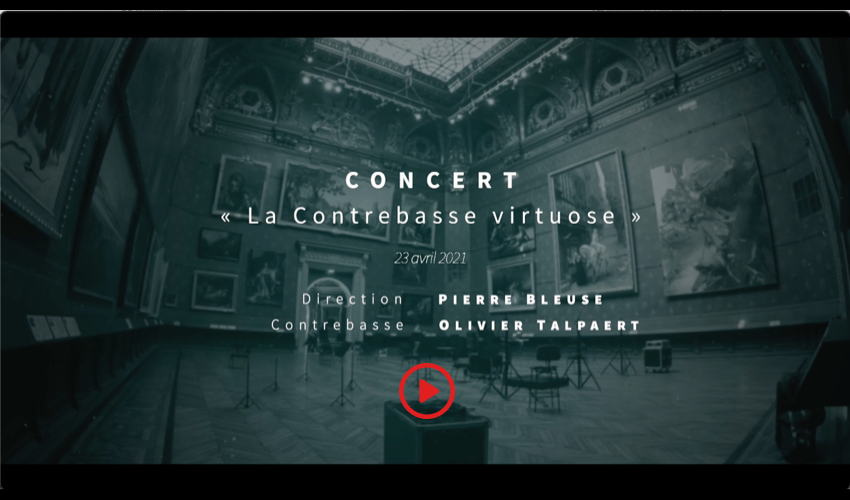 CONCERT
« La Contrebasse virtuose »
23 avril 2021
Direction PIERRE BLEUSE
Contrebasse OLIVIER TALPAERT